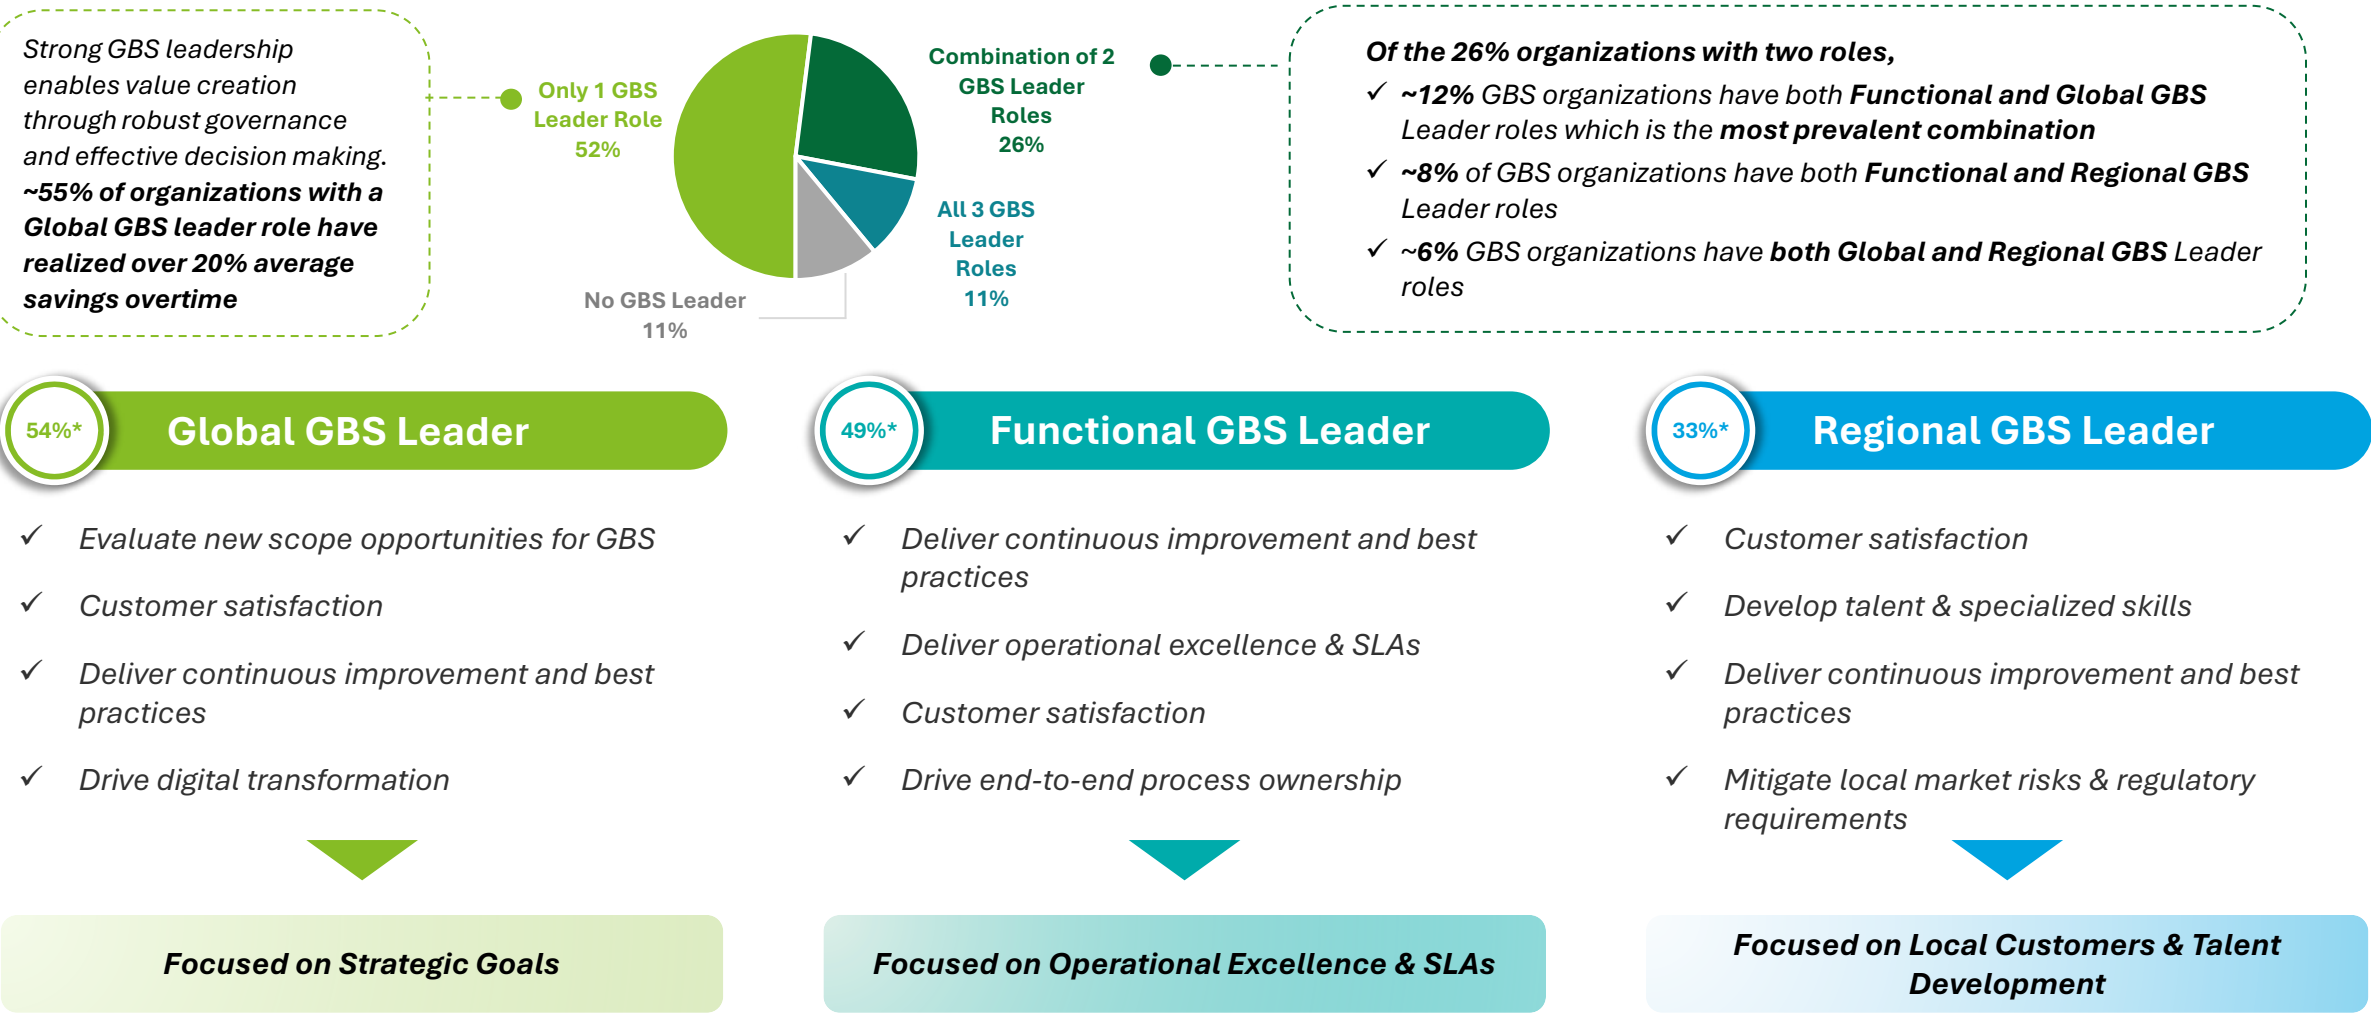 Strong GBS leadership
enables value creation
through robust governance
and effective decision making.
~55% of organizations with a
Global GBS leader role have
realized over 20% average
savings overtime
Only 1 GBS
Leader Role
52%
Combination of 2
GBS Leader
Roles
26%
All 3 GBS
Leader
Roles
11%
No GBS Leader
11%
Of the 26% organizations with two roles,
✓ ~12% GBS organizations have both Functional and Global GBS
Leader roles which is the most prevalent combination
✓ ~8% of GBS organizations have both Functional and Regional GBS
Leader roles
✓ ~6% GBS organizations have both Global and Regional GBS Leader
roles
54%*
Global GBS Leader
✓ Evaluate new scope opportunities for GBS
✓ Customer satisfaction
✓ Deliver continuous improvement and best
practices
✓ Drive digital transformation
Focused on Strategic Goals
49%*
Functional GBS Leader
✓ Deliver continuous improvement and best
practices
✓ Deliver operational excellence & SLAs
✓ Customer satisfaction
✓ Drive end-to-end process ownership
Focused on Operational Excellence & SLAs
33%*
Regional GBS Leader
✓ Customer satisfaction
✓ Develop talent & specialized skills
✓ Deliver continuous improvement and best
practices
✓ Mitigate local market risks & regulatory
requirements
Focused on Local Customers & Talent
Development